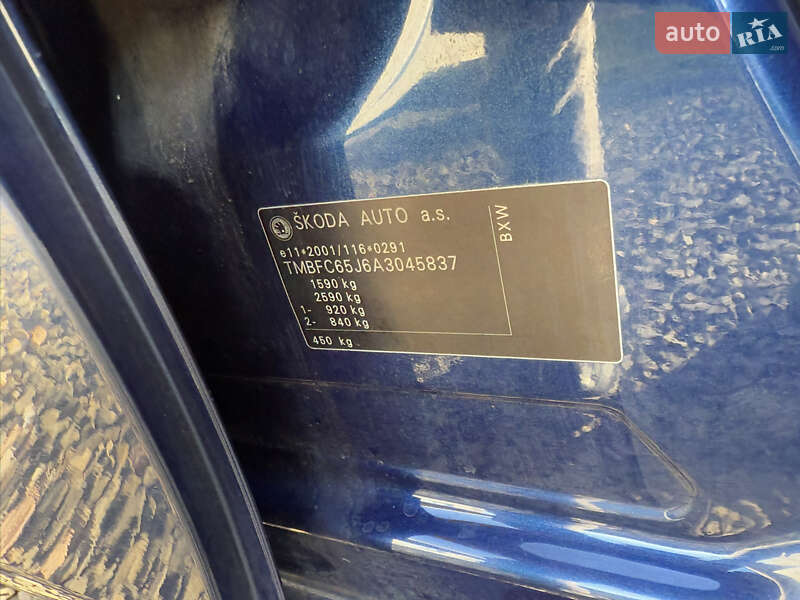 auto RIA
.com
ŠKODA AUTO a.s.
BXW
e11*2001/116*0291
TMBFC65J6A3045837
1590 kg
2590 kg
1- 920 kg
2- 840 kg
450 kg